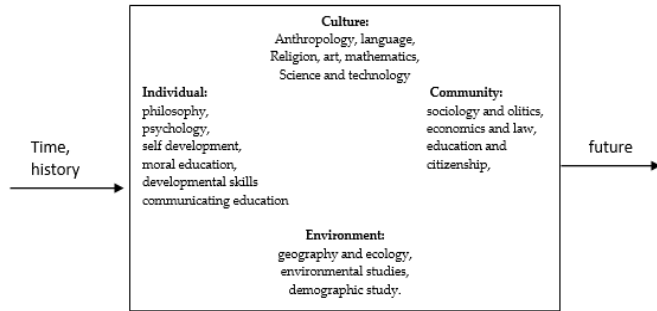 Culture:
Anthropology, language,
Religion, art, mathematics,
Science and technology
Individual:
philosophy,
psychology,
self development,
moral education,
developmental skills
communicating education
Community:
sociology and olitics,
economics and law,
education and
citizenship,
Time,
history
future
Environment:
geography and ecology,
environmental studies,
demographic study.